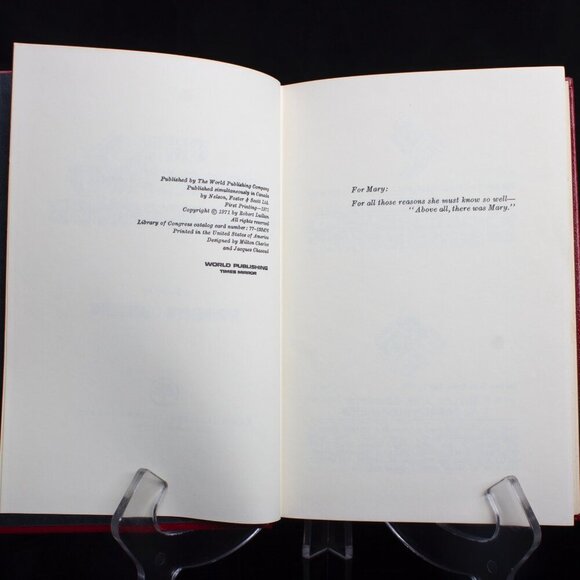 Published by The World Publishing Company
Published simultaneously in Canada
by Nelson, Foster & Scott Ltd.
First Printing—1971
Copyright © 1971 by Robert Ludlum
All rights reserved
Library of Congress catalog card number:
Printed in the United States of America
Designed by Milton Charles
and Jacques Chazaud
WORLD PUBLISHING
TIMES MIRROR
For Mary:
For all those reasons she must know so well—
"Above all, there was Mary."